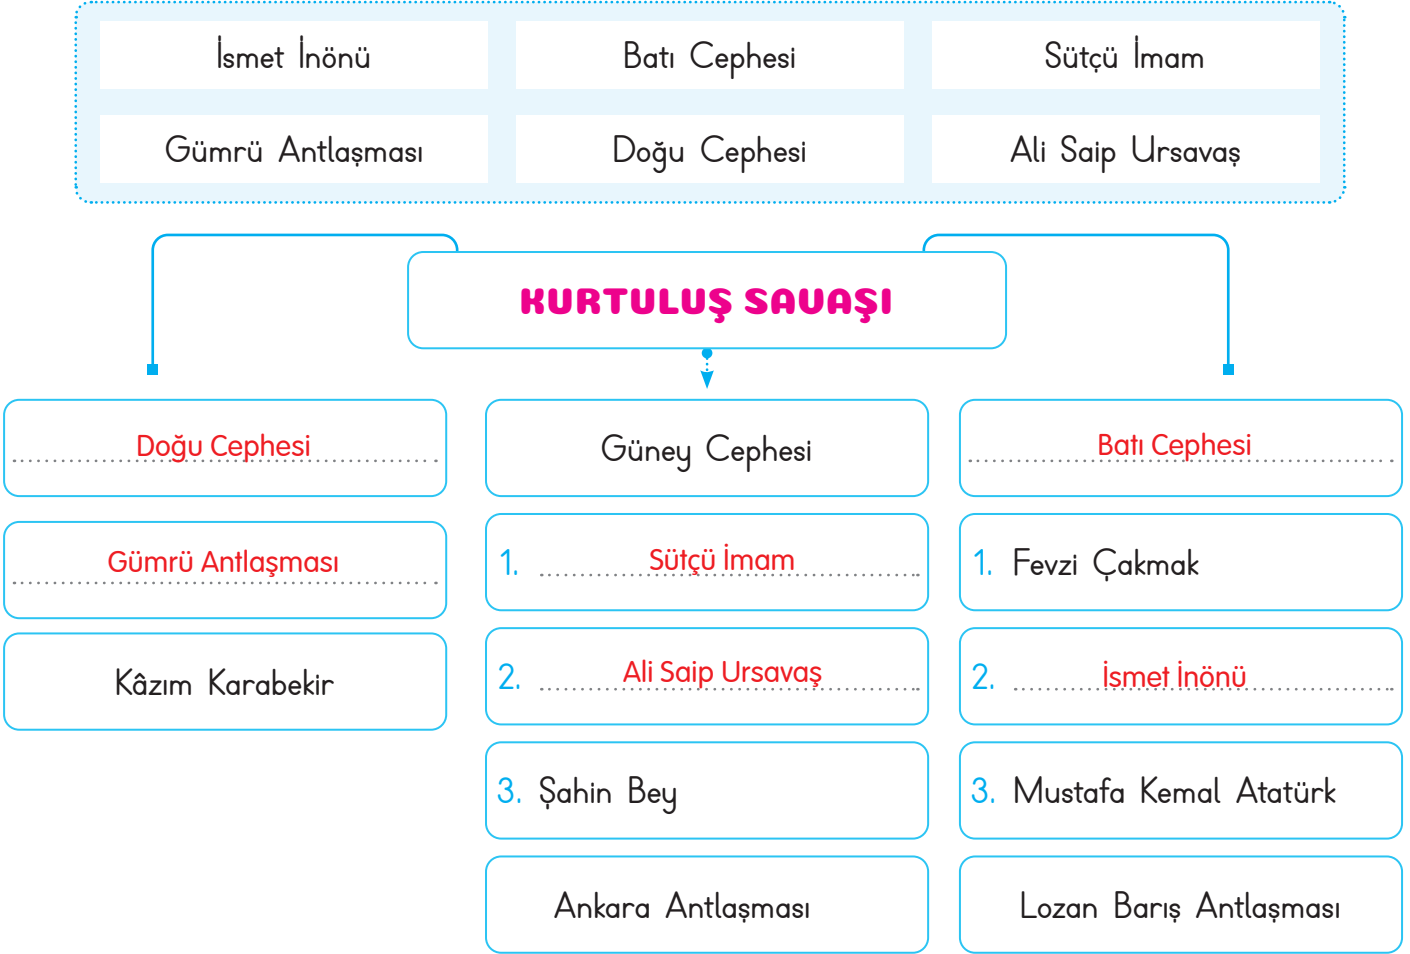 İsmet İnönü
Batı Cephesi
Sütçü İmam
Gümrü Antlaşması
Doğu Cephesi
Ali Saip Ursavaş
KURTULUŞ SAVAŞI
Doğu Cephesi
Gümrü Antlaşması
Kâzım Karabekir
Güney Cephesi
1. Sütçü İmam
2. Ali Saip Ursavaş
3. Şahin Bey
Ankara Antlaşması
Batı Cephesi
1. Fevzi Çakmak
2. İsmet İnönü
3. Mustafa Kemal Atatürk
Lozan Barış Antlaşması